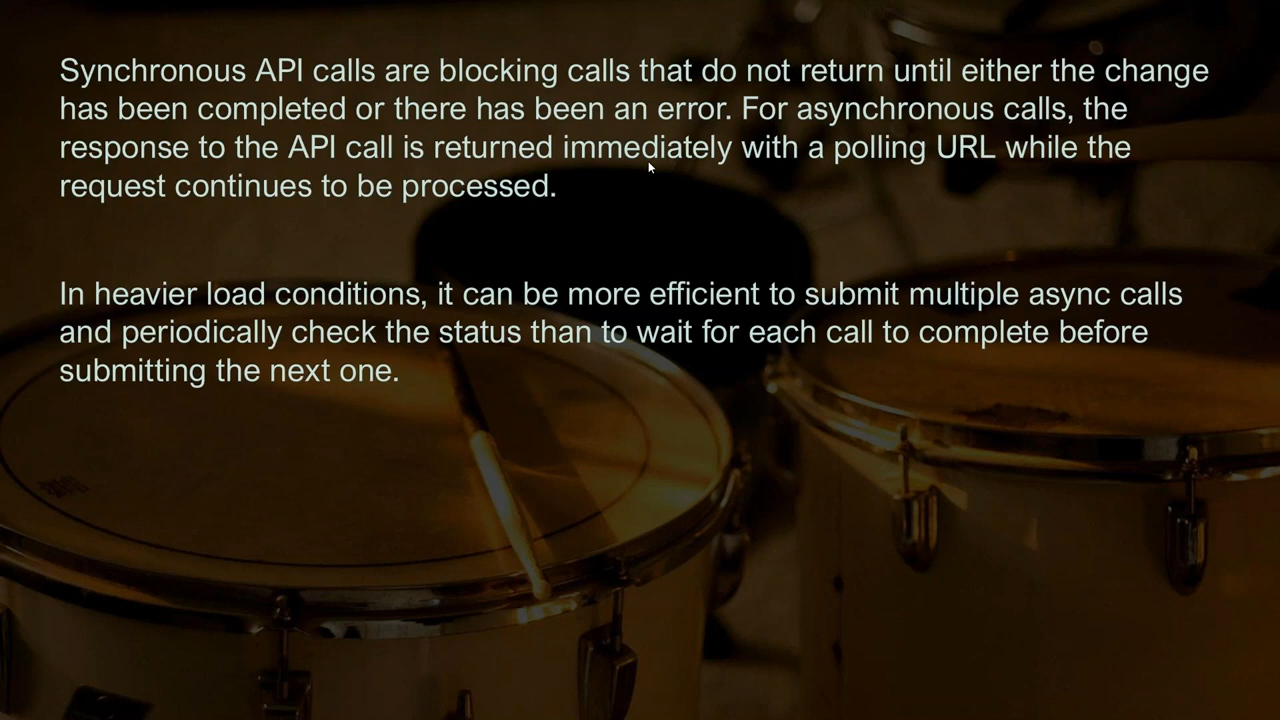 Synchronous API calls are blocking calls that do not return until either the change
has been completed or there has been an error. For asynchronous calls, the
response to the API call is returned immediately with a polling URL while the
request continues to be processed.
In heavier load conditions, it can be more efficient to submit multiple async calls
and periodically check the status than to wait for each call to complete before
submitting the next one.